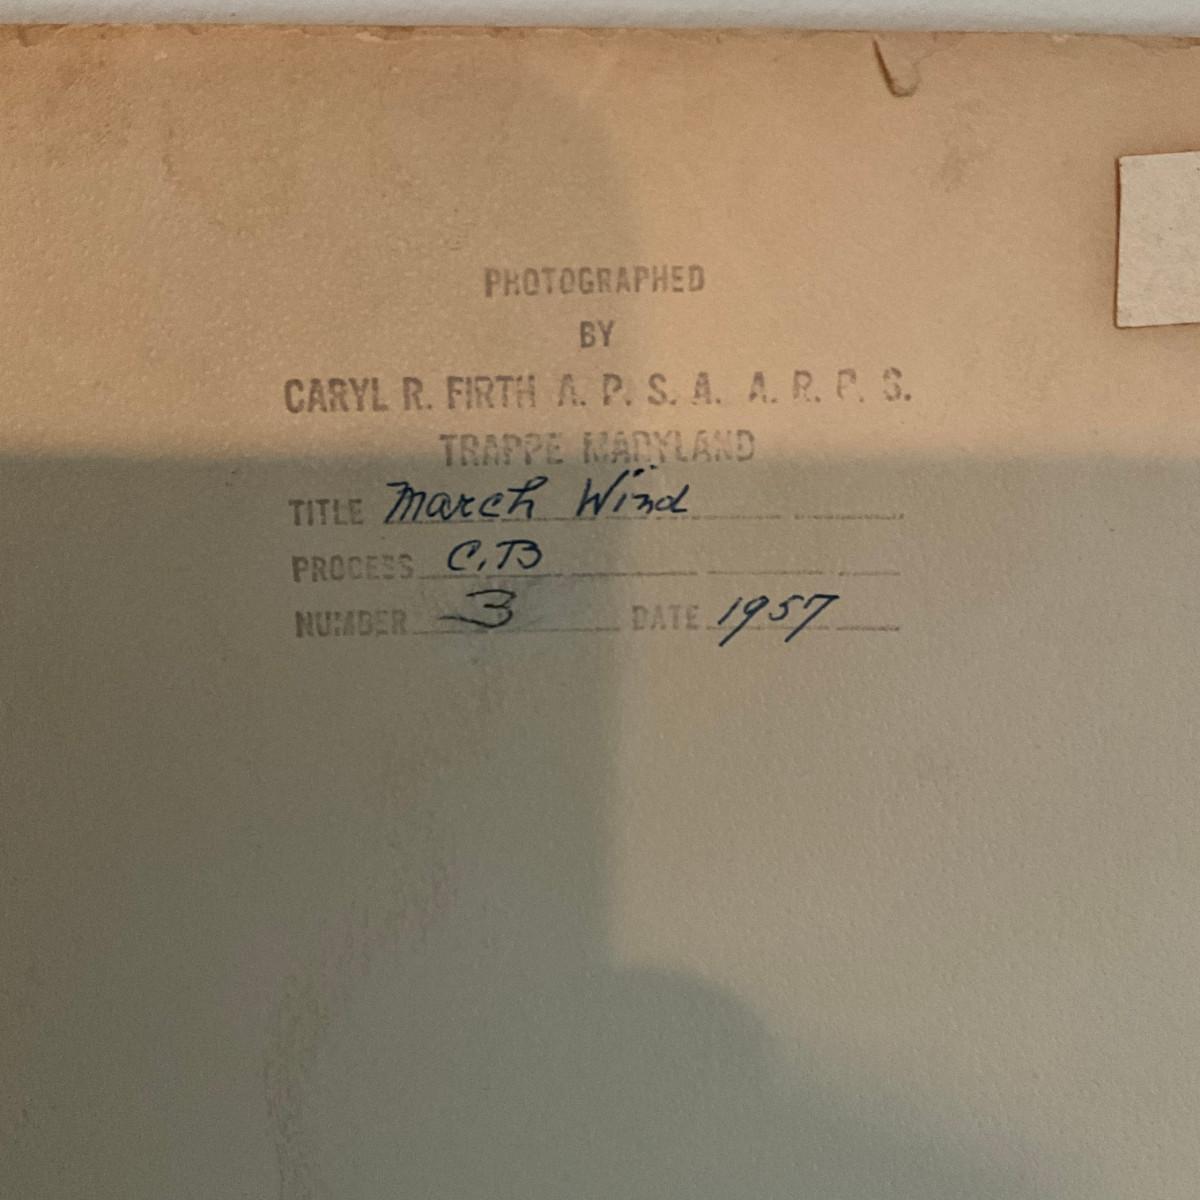 PHOTOGRAPHED
BY
CARYL R. FIRTH A. P. S. A. A. R. P. S.
TRAPPE MARYLAND
TITLE March Wind
PROCESS C.B
NUMBER 3 DATE 1957